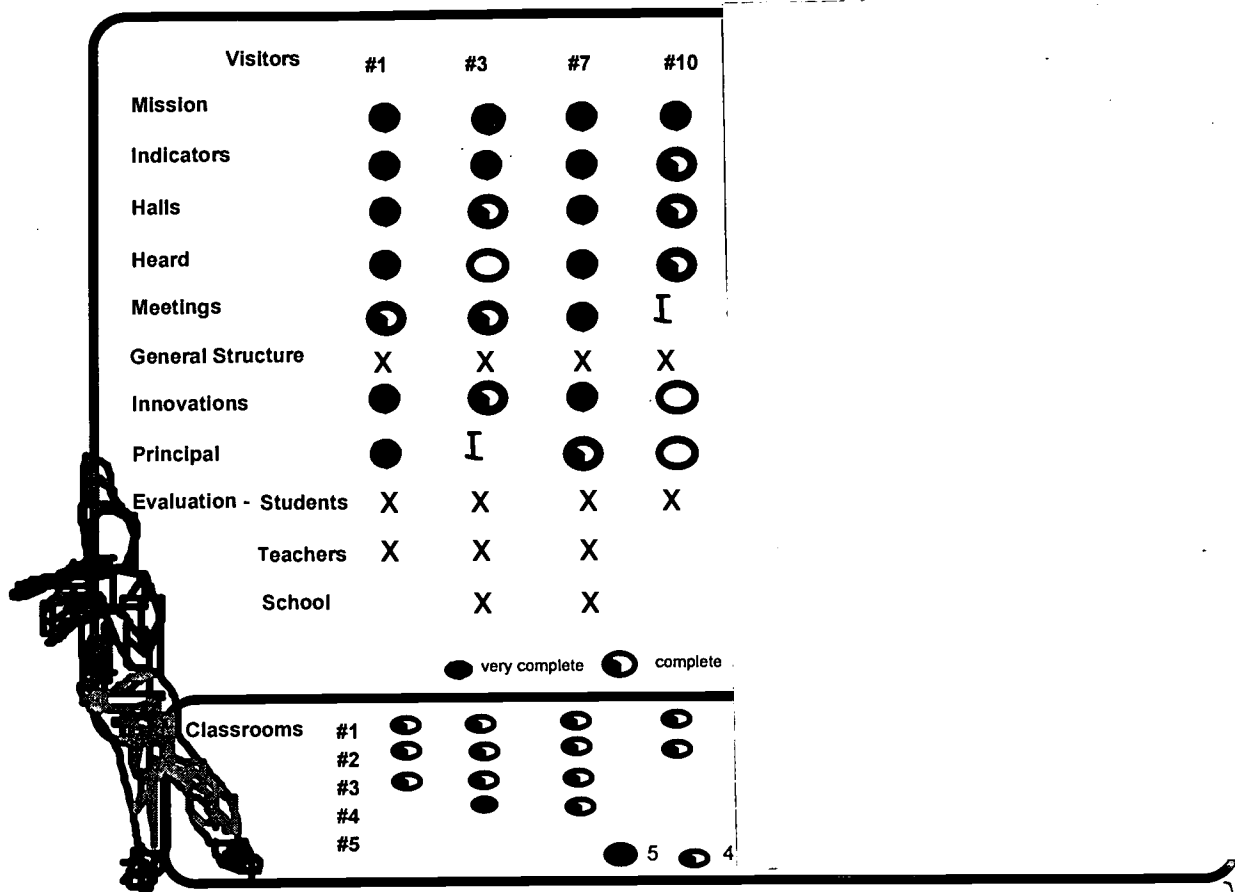 Visitors #1 #3 #7 #10
Mission
Indicators
Halls
Heard
Meetings I
General Structure X X X X
Innovations
Principal I
Evaluation - Students X X X X
Teachers X X X
School X X
very complete complete
Classrooms #1
#2
#3
#4
#5
5 4